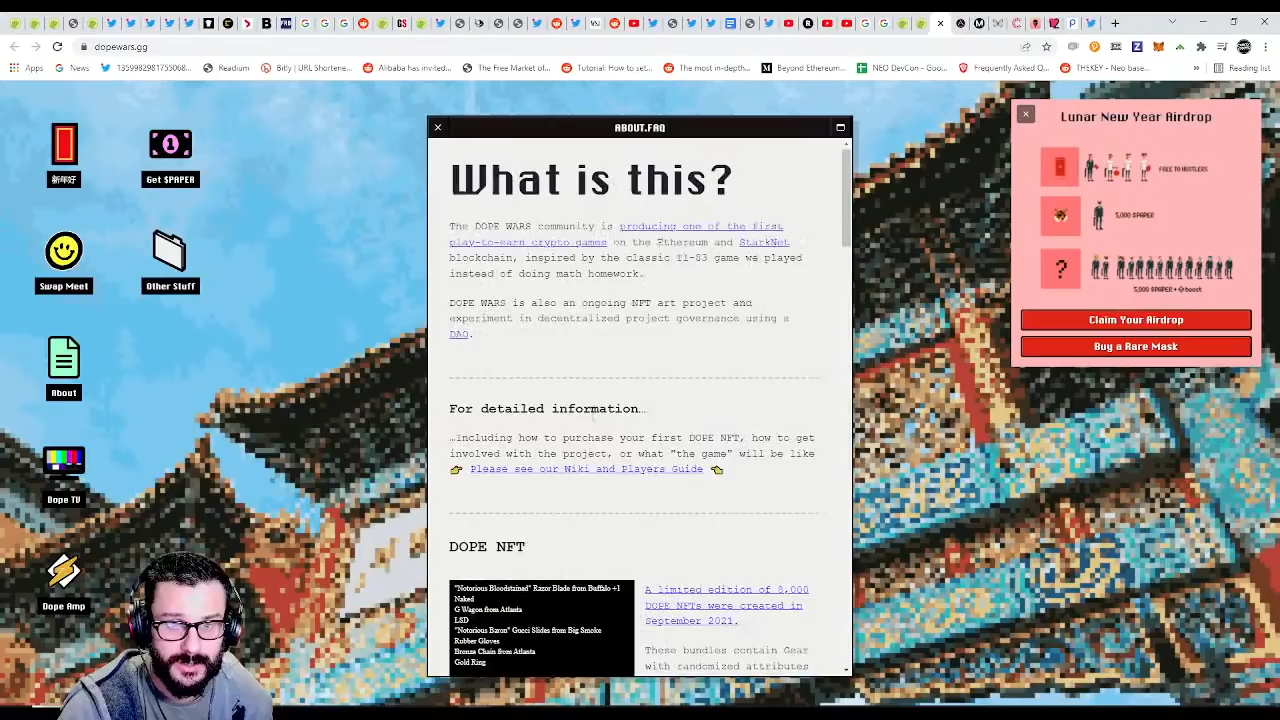 FRB
GS
dopewars.gg
Apps
News
1359982981755068...
Readium
Bitly | URL Shortene...
Alibaba has invited...
The Free Market of...
Tutorial: How to set...
The most in-depth...
Beyond Ethereum...
NEO DevCon - Goo...
Frequently Asked Q...
THEKEY — Neo base...
»
Reading list
新年好
Get $PAPER
Swap Meet
Other Stuff
About
Dope TV
Dope Amp
ABOUT.FAQ
What is this?
The DOPE WARS community is producing one of the first
play-to-earn crypto games on the Ethereum and StarkNet
blockchain, inspired by the classic TI-83 game we played
instead of doing math homework.
DOPE WARS is also an ongoing NFT art project and
experiment in decentralized project governance using a
DAO.
For detailed information…
…Including how to purchase your first DOPE NFT, how to get
involved with the project, or what "the game" will be like
Please see our Wiki and Players Guide
DOPE NFT
"Notorious Bloodstained" Razor Blade from Buffalo +1
Naked
G Wagon from Atlanta
LSD
"Notorious Baron" Gucci Slides from Big Smoke
Rubber Gloves
Bronze Chain from Atlanta
Gold Ring
A limited edition of 8,000
DOPE NFTs were created in
September 2021.
These bundles contain Gear
with randomized attributes
Lunar New Year Airdrop
FREE TO HUSTLERS
5,000 $PAPER
?
5,000 $PAPER + boost
Claim Your Airdrop
Buy a Rare Mask